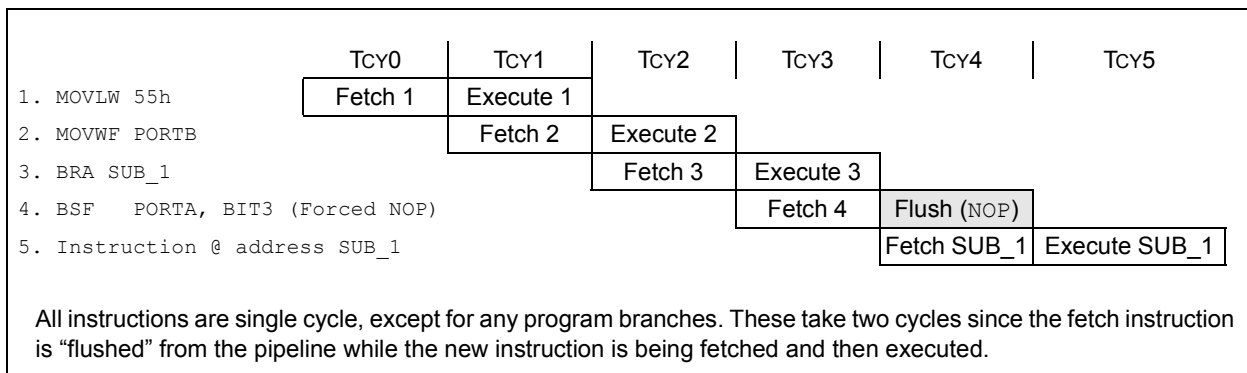 TCY0 TCY1 TCY2 TCY3 TCY4 TCY5
1. MOVLW 55h Fetch 1 Execute 1
2. MOVWF PORTB Fetch 2 Execute 2
3. BRA SUB_1 Fetch 3 Execute 3
4. BSF PORTA, BIT3 (Forced NOP) Fetch 4 Flush (NOP)
5. Instruction @ address SUB_1 Fetch SUB_1 Execute SUB_1
All instructions are single cycle, except for any program branches. These take two cycles since the fetch instruction
is “flushed” from the pipeline while the new instruction is being fetched and then executed.